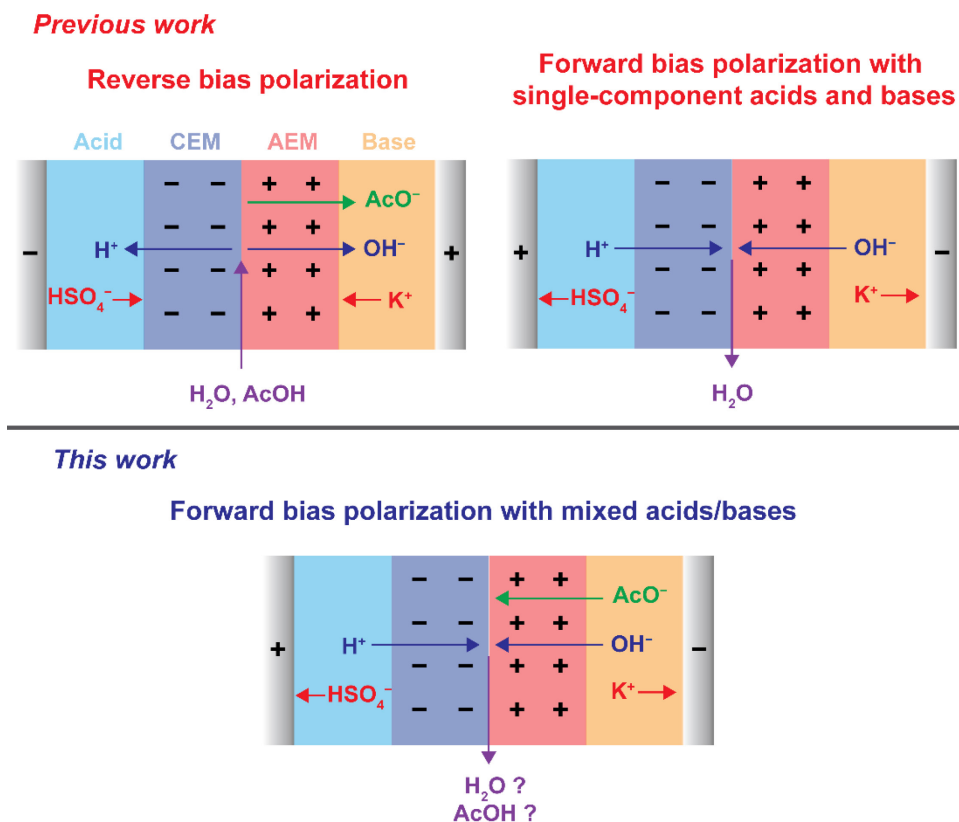 Previous work
Reverse bias polarization
Forward bias polarization with
single-component acids and bases
Acid CEM AEM Base
− − + +
AcO⁻
− − + +
− H⁺ OH⁻ +
− − + +
HSO₄⁻ K⁺
− − + +
H₂O, AcOH
− − + +
− − + +
+ H⁺ OH⁻ −
− − + +
HSO₄⁻ K⁺
− − + +
H₂O
This work
Forward bias polarization with mixed acids/bases
− − + +
AcO⁻
− − + +
+ H⁺ OH⁻ −
− − + +
HSO₄⁻ K⁺
− − + +
H₂O ?
AcOH ?